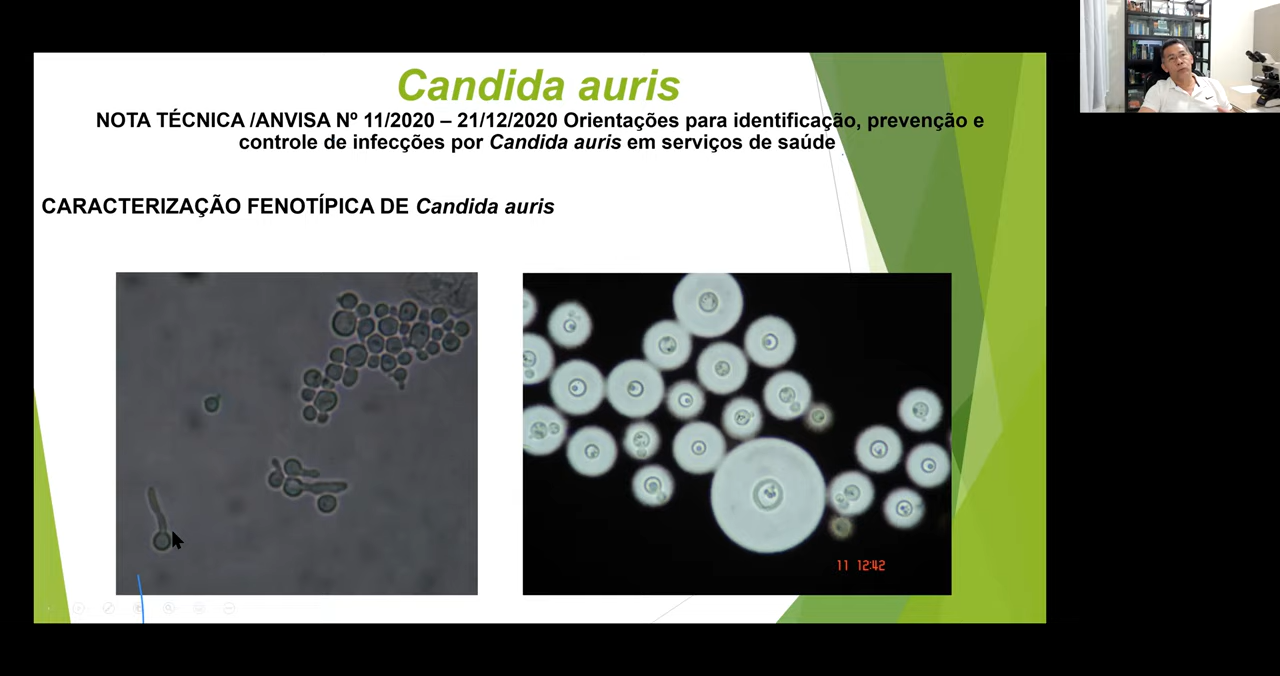 Candida auris
NOTA TÉCNICA /ANVISA Nº 11/2020 – 21/12/2020 Orientações para identificação, prevenção e
controle de infecções por Candida auris em serviços de saúde
CARACTERIZAÇÃO FENOTÍPICA DE Candida auris
11 12:42